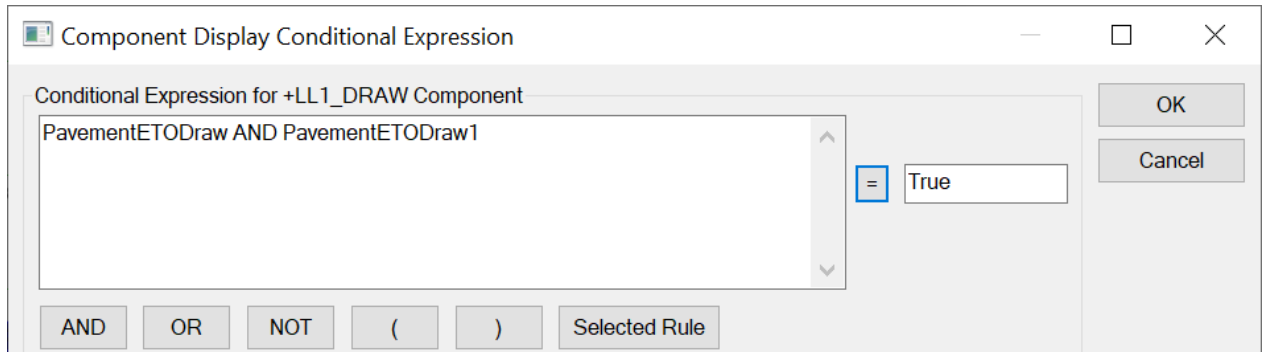 Component Display Conditional Expression
Conditional Expression for +LL1_DRAW Component
PavementETODraw AND PavementETODraw1
= True
OK
Cancel
AND OR NOT ( ) Selected Rule